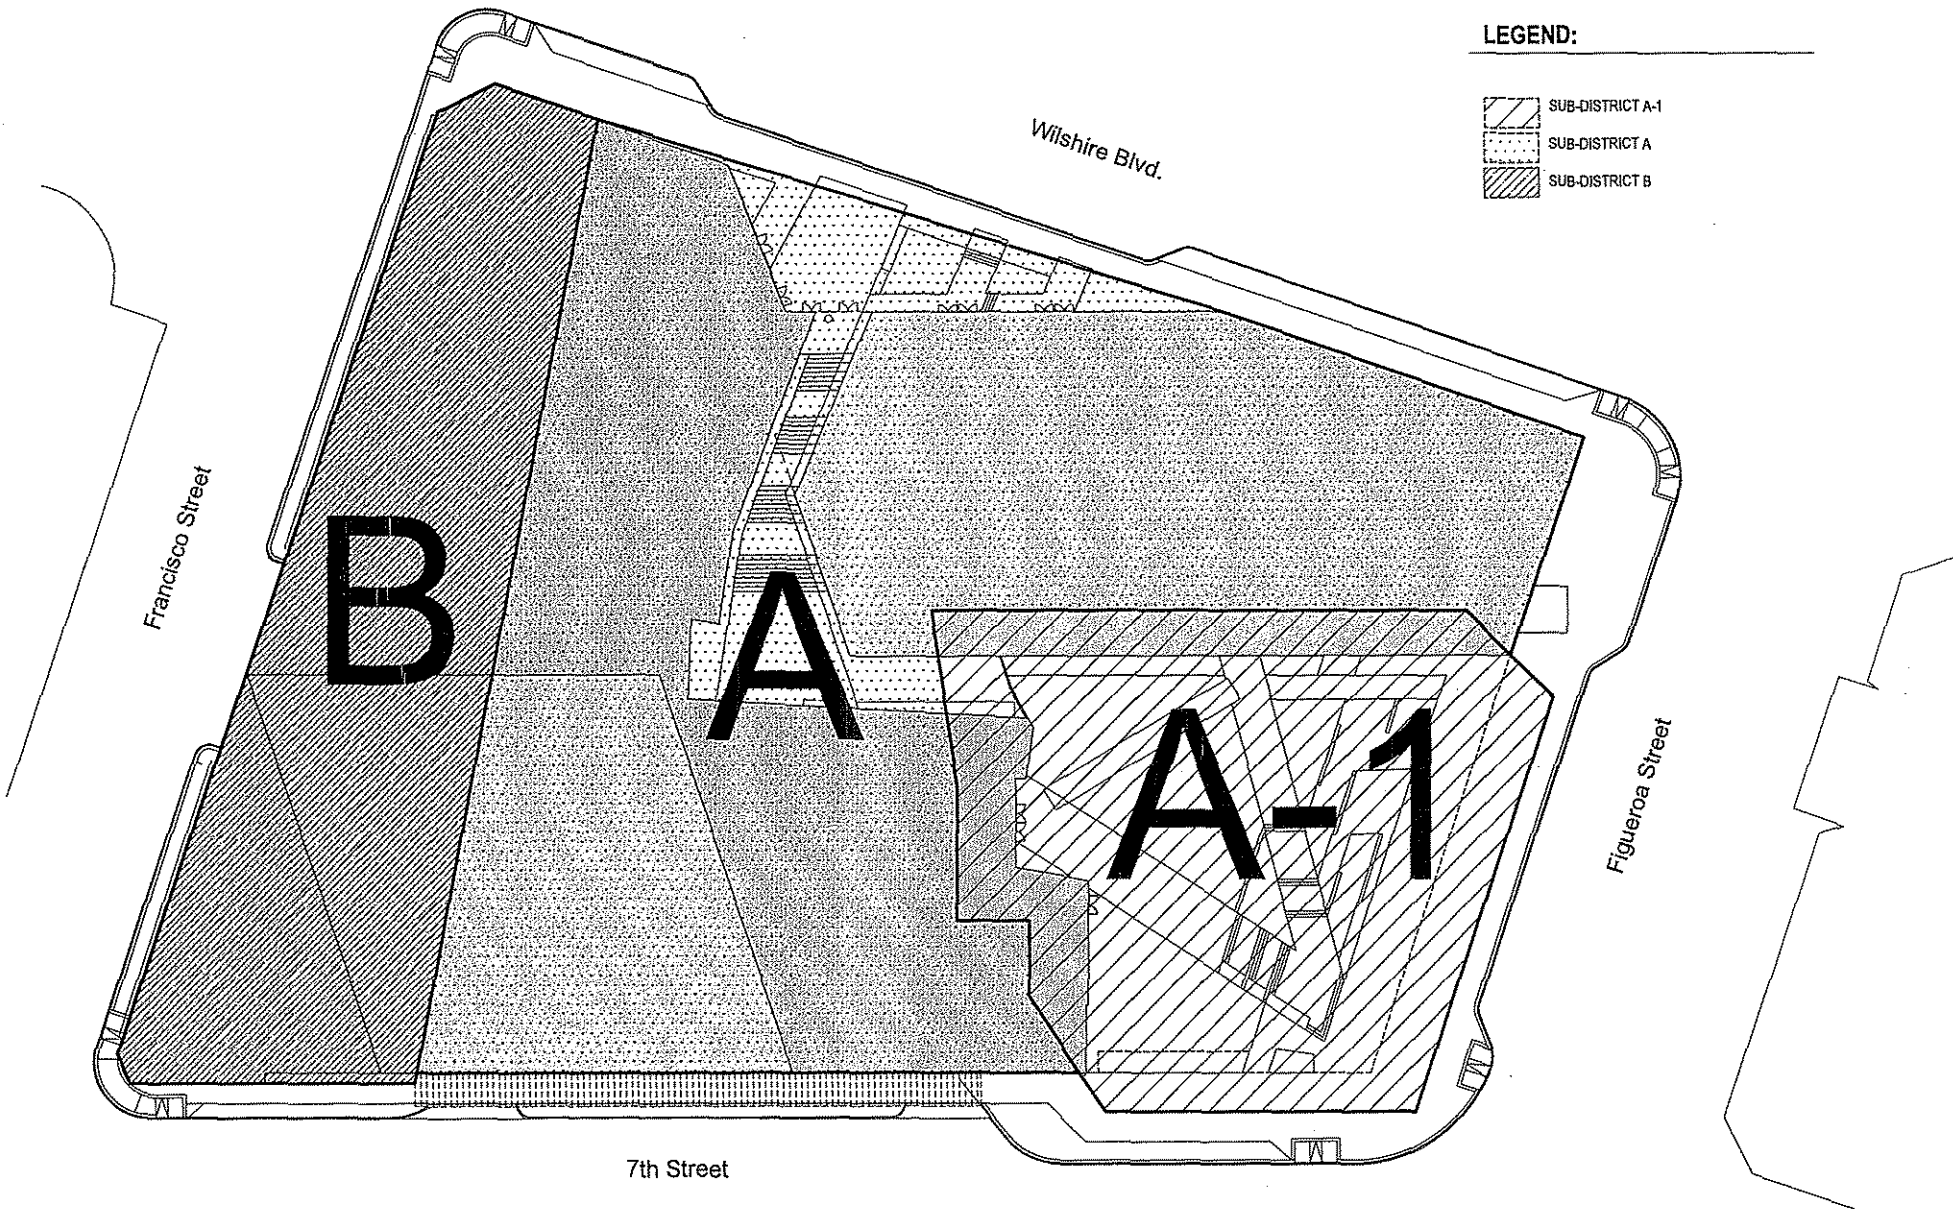 LEGEND:
SUB-DISTRICT A-1
SUB-DISTRICT A
SUB-DISTRICT B
Wilshire Blvd.
Francisco Street
B
A
A-1
Figueroa Street
7th Street